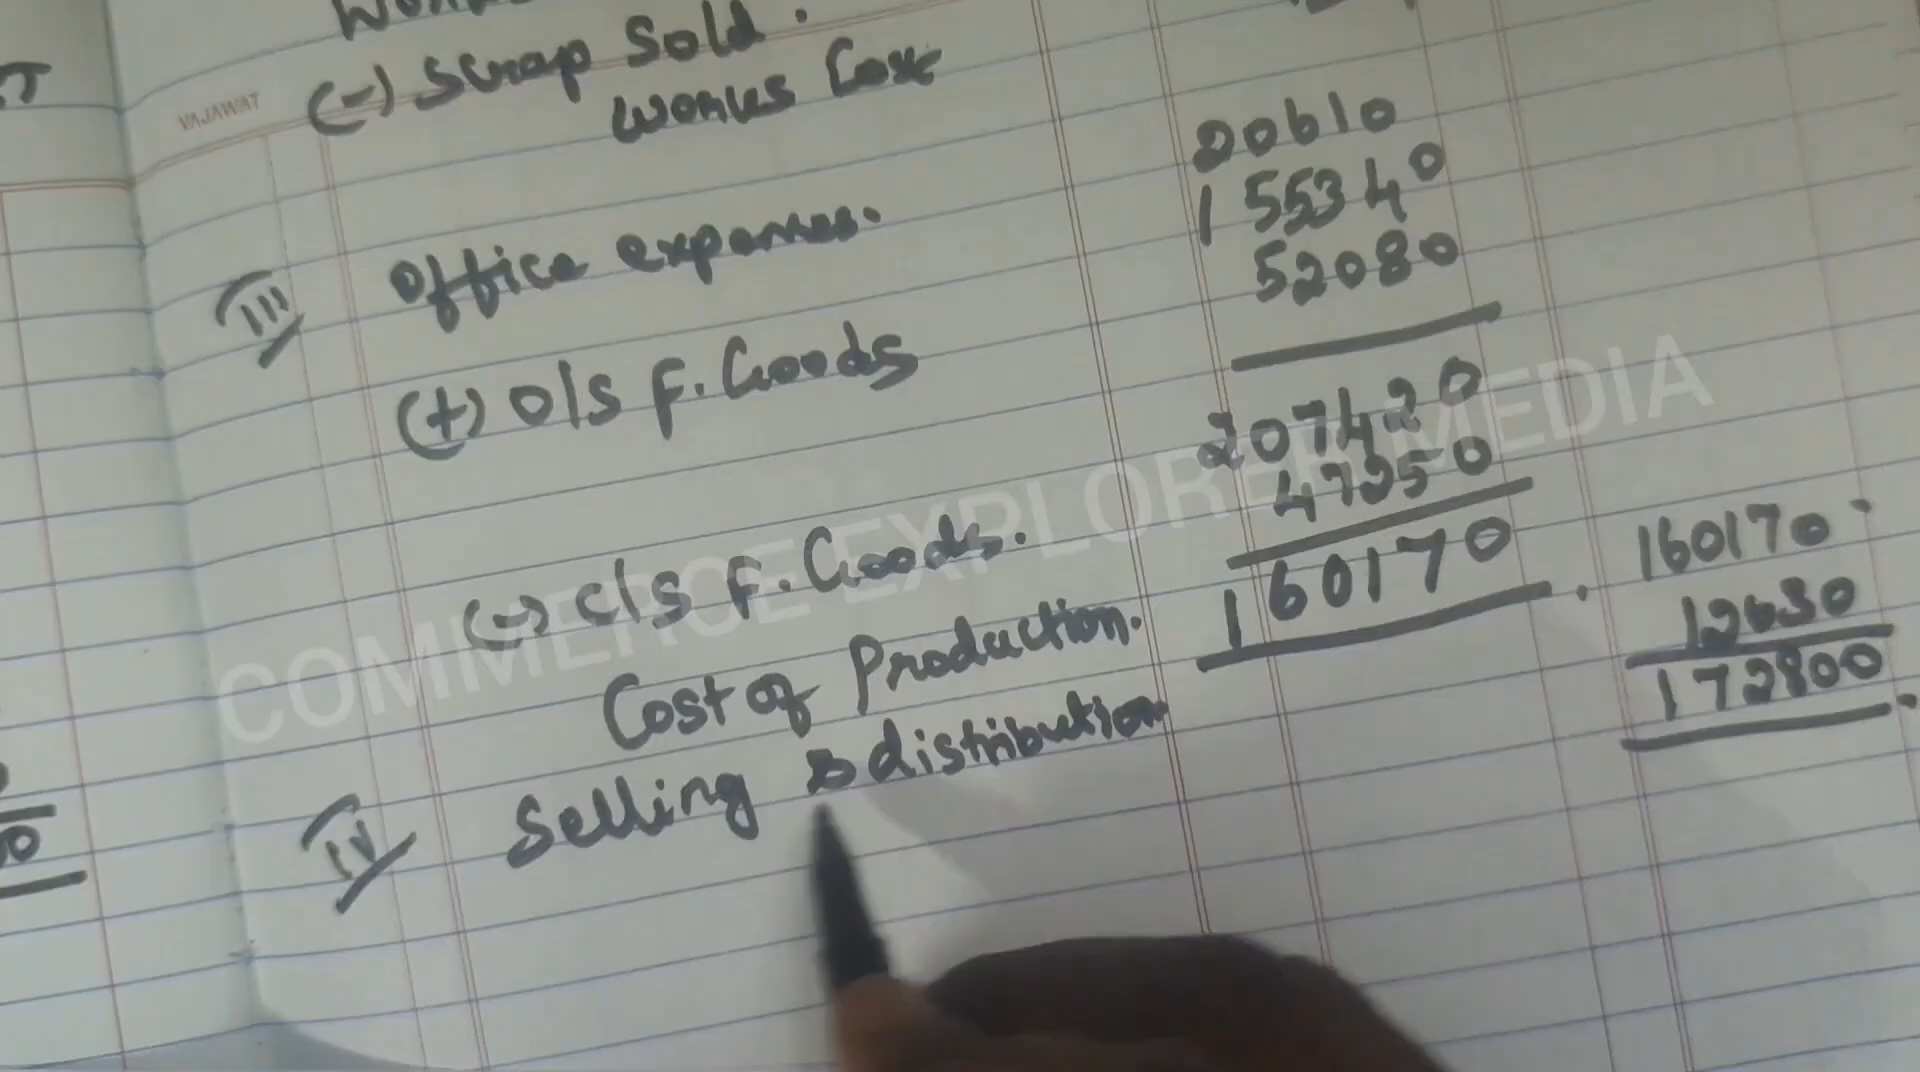 (-) Scrap Sold.
VAJAWAT
Works Cost
20610
155340
III Office expenses. 52080
(+) O/S F. Goods 207420
47250
(-) C/S F. Goods. 160170 160170
Cost of Production. 12630
IV Selling & distribution 172800
COMMERCE EXPLORER MEDIA